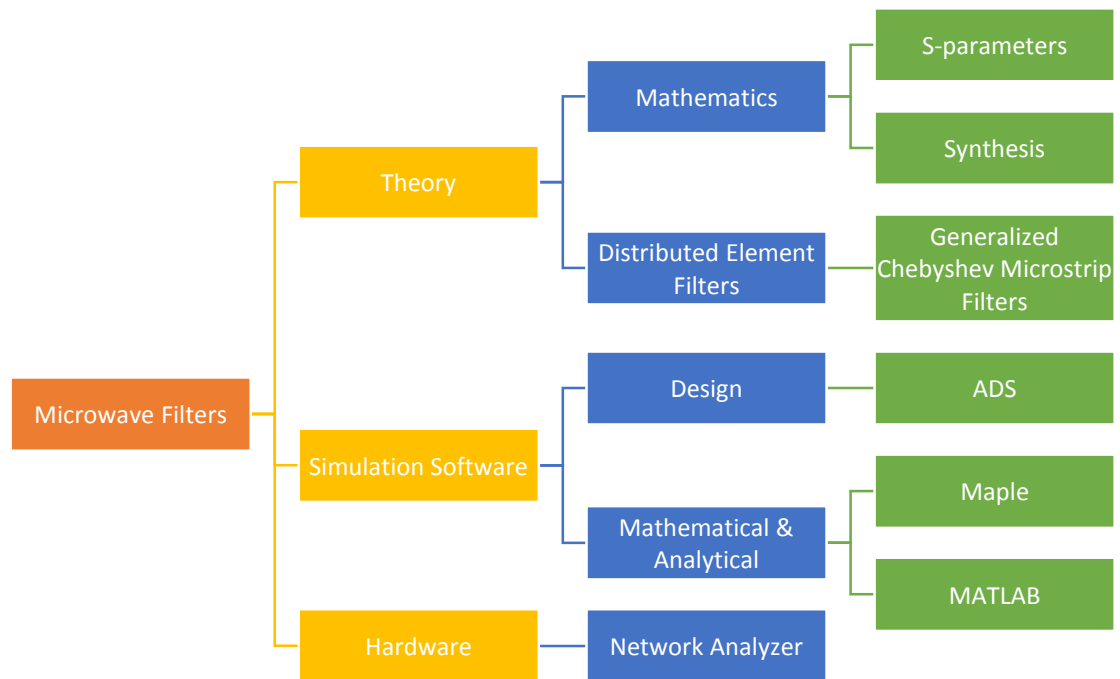 Microwave Filters
Theory
Mathematics
S-parameters
Synthesis
Distributed Element
Filters
Generalized
Chebyshev Microstrip
Filters
Simulation Software
Design
ADS
Mathematical &
Analytical
Maple
MATLAB
Hardware
Network Analyzer